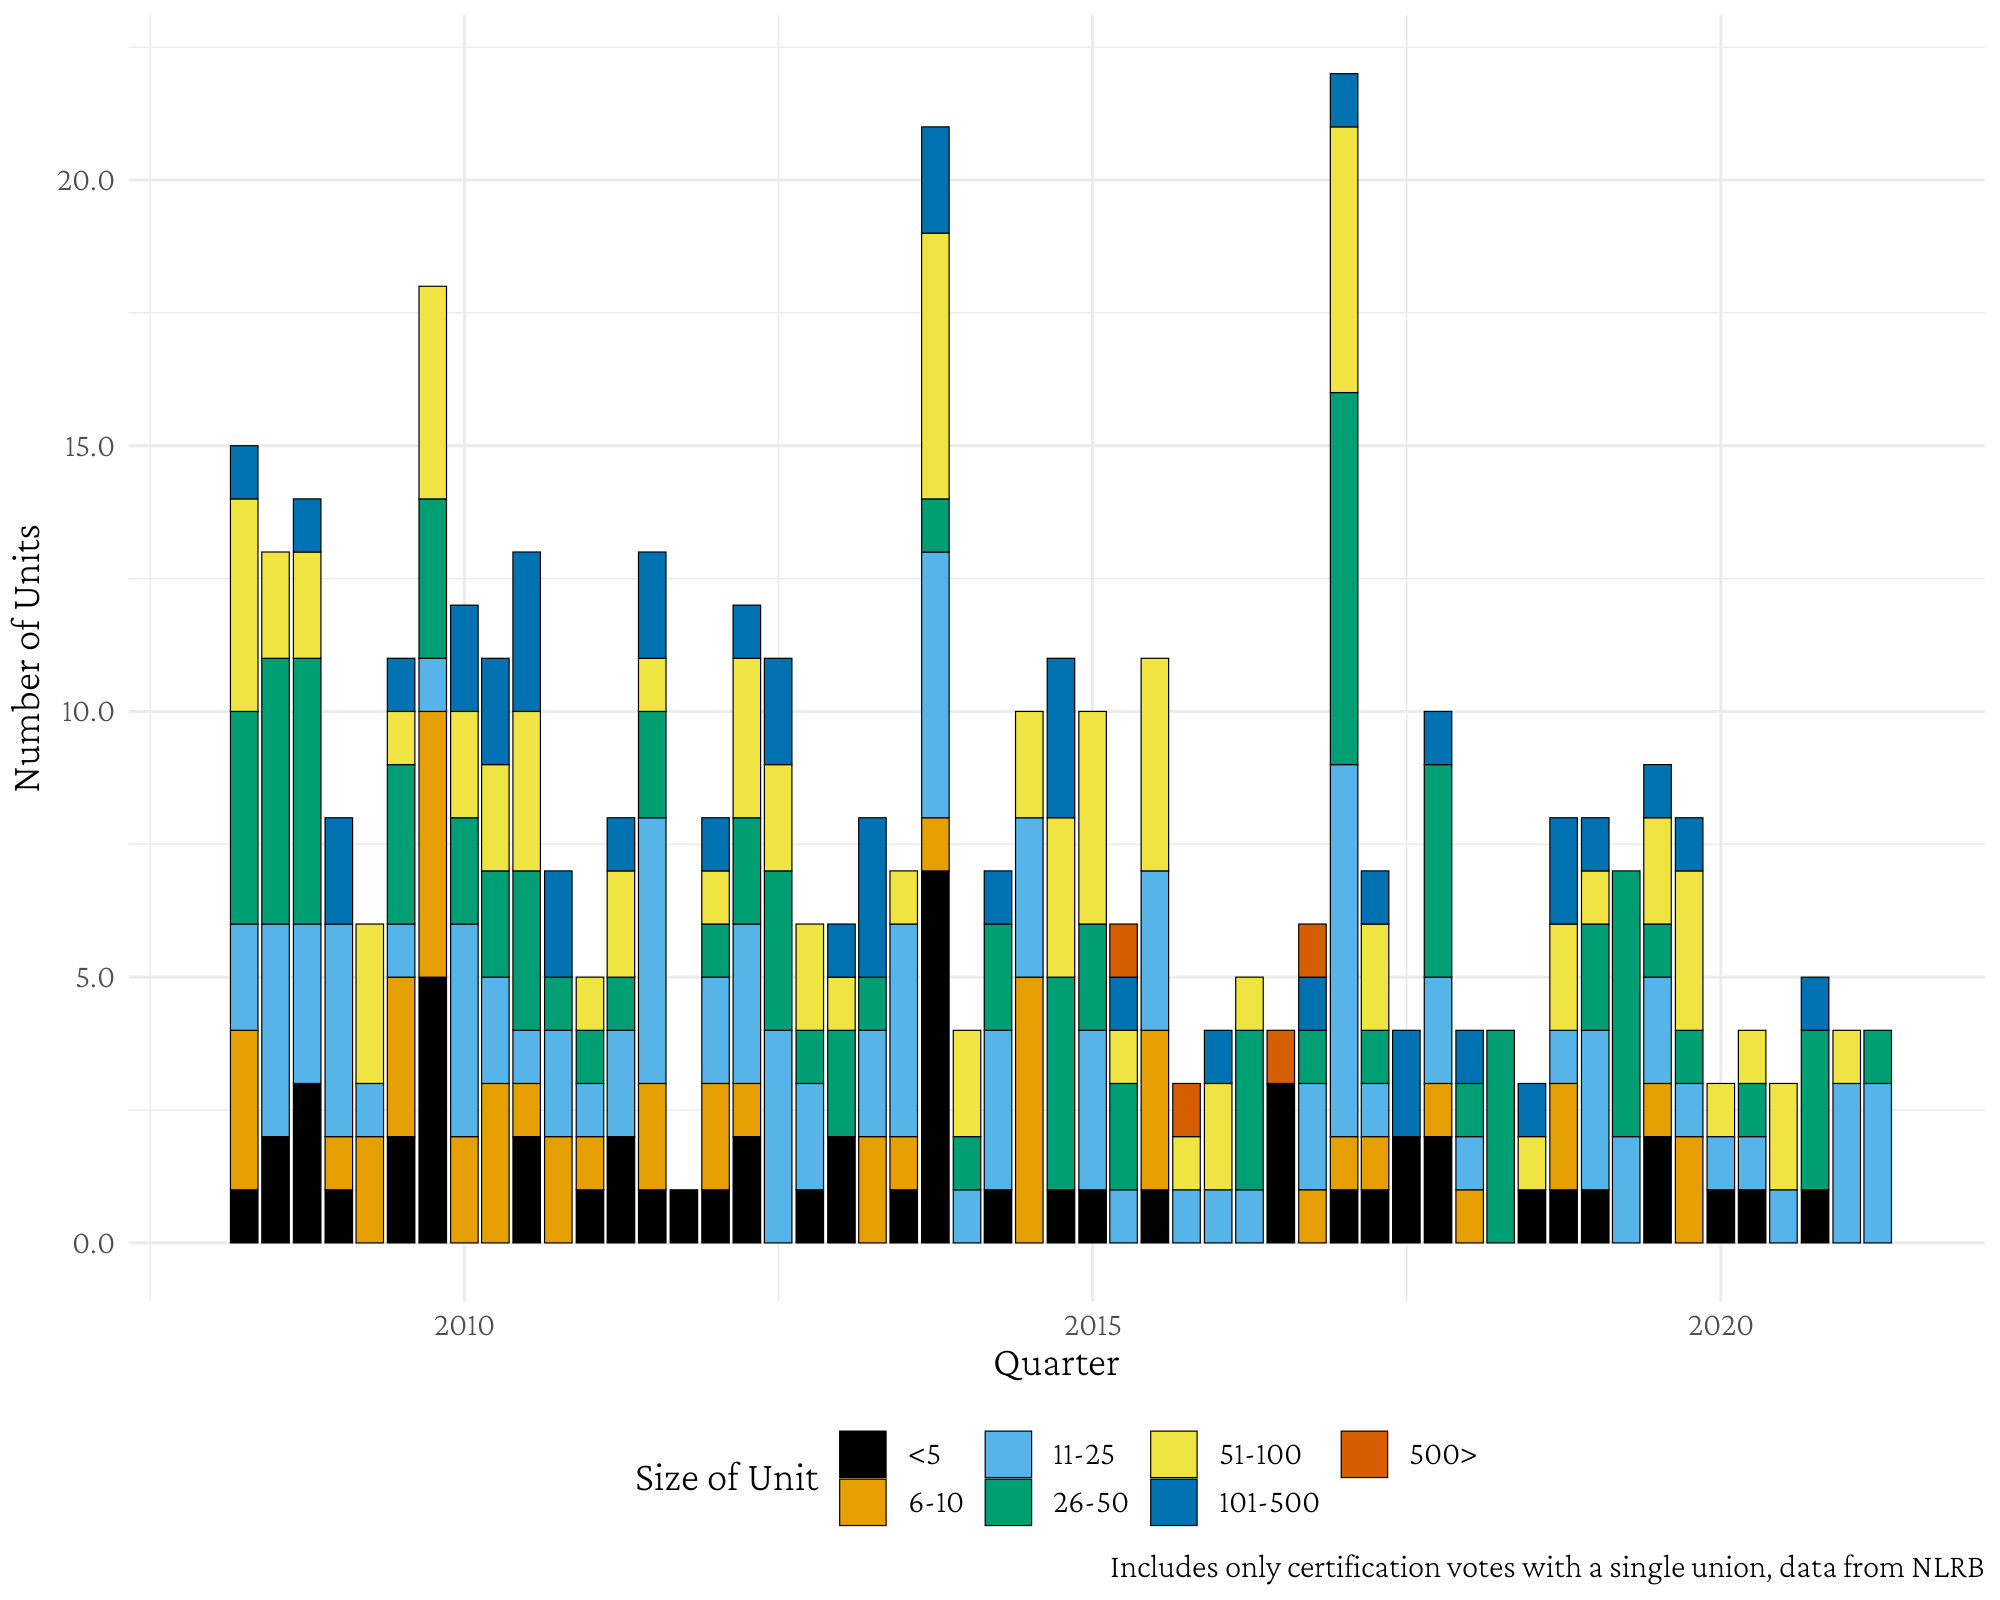 Number of Units
20.0
15.0
10.0
5.0
0.0
2010 2015 2020
Quarter
Size of Unit
<5 11-25 51-100 500>
6-10 26-50 101-500
Includes only certification votes with a single union, data from NLRB